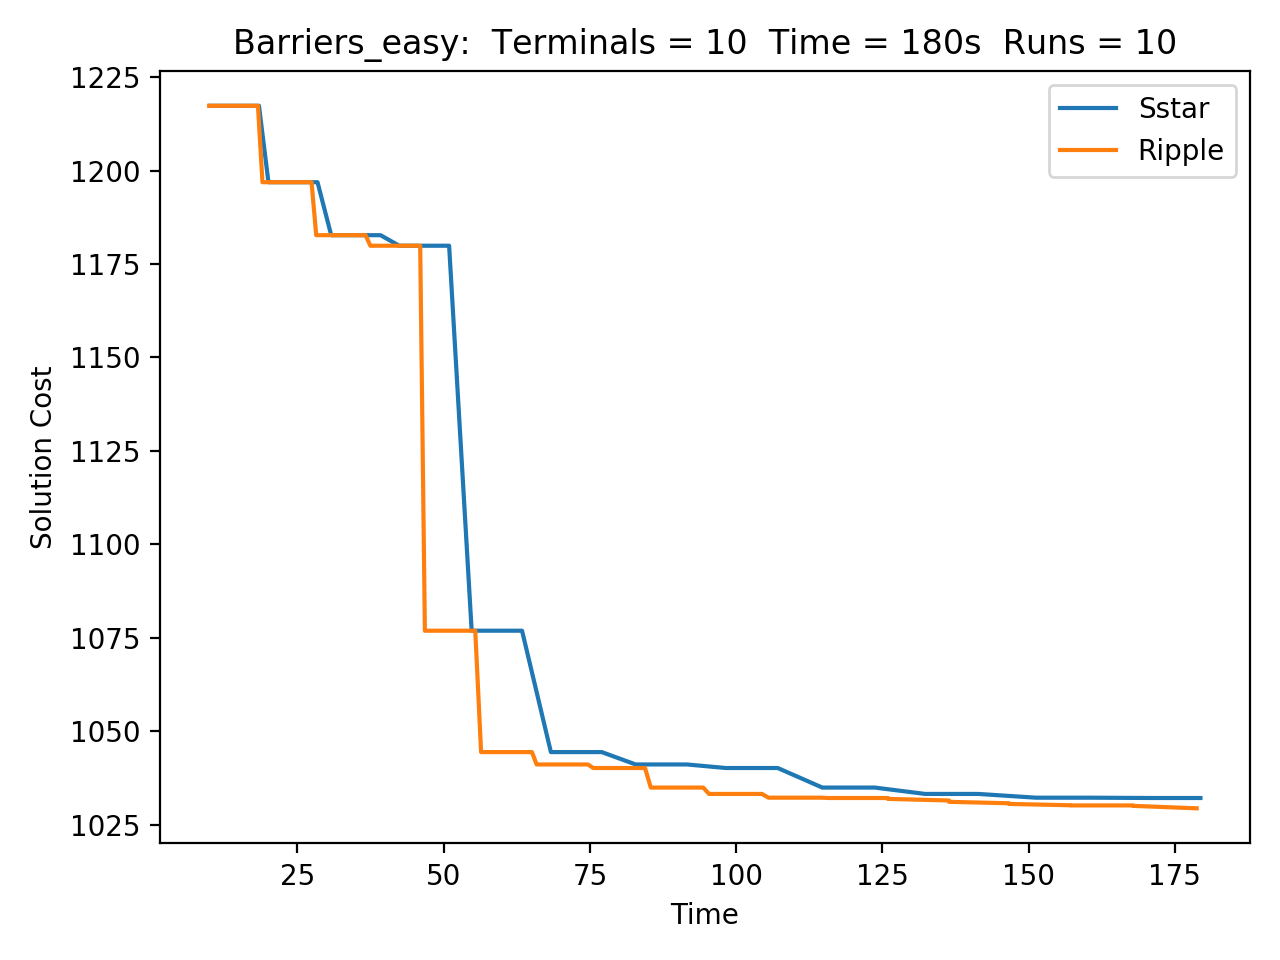 Barriers_easy:  Terminals = 10  Time = 180s  Runs = 10
Sstar
Ripple
Solution Cost
1225
1200
1175
1150
1125
1100
1075
1050
1025
25 50 75 100 125 150 175
Time